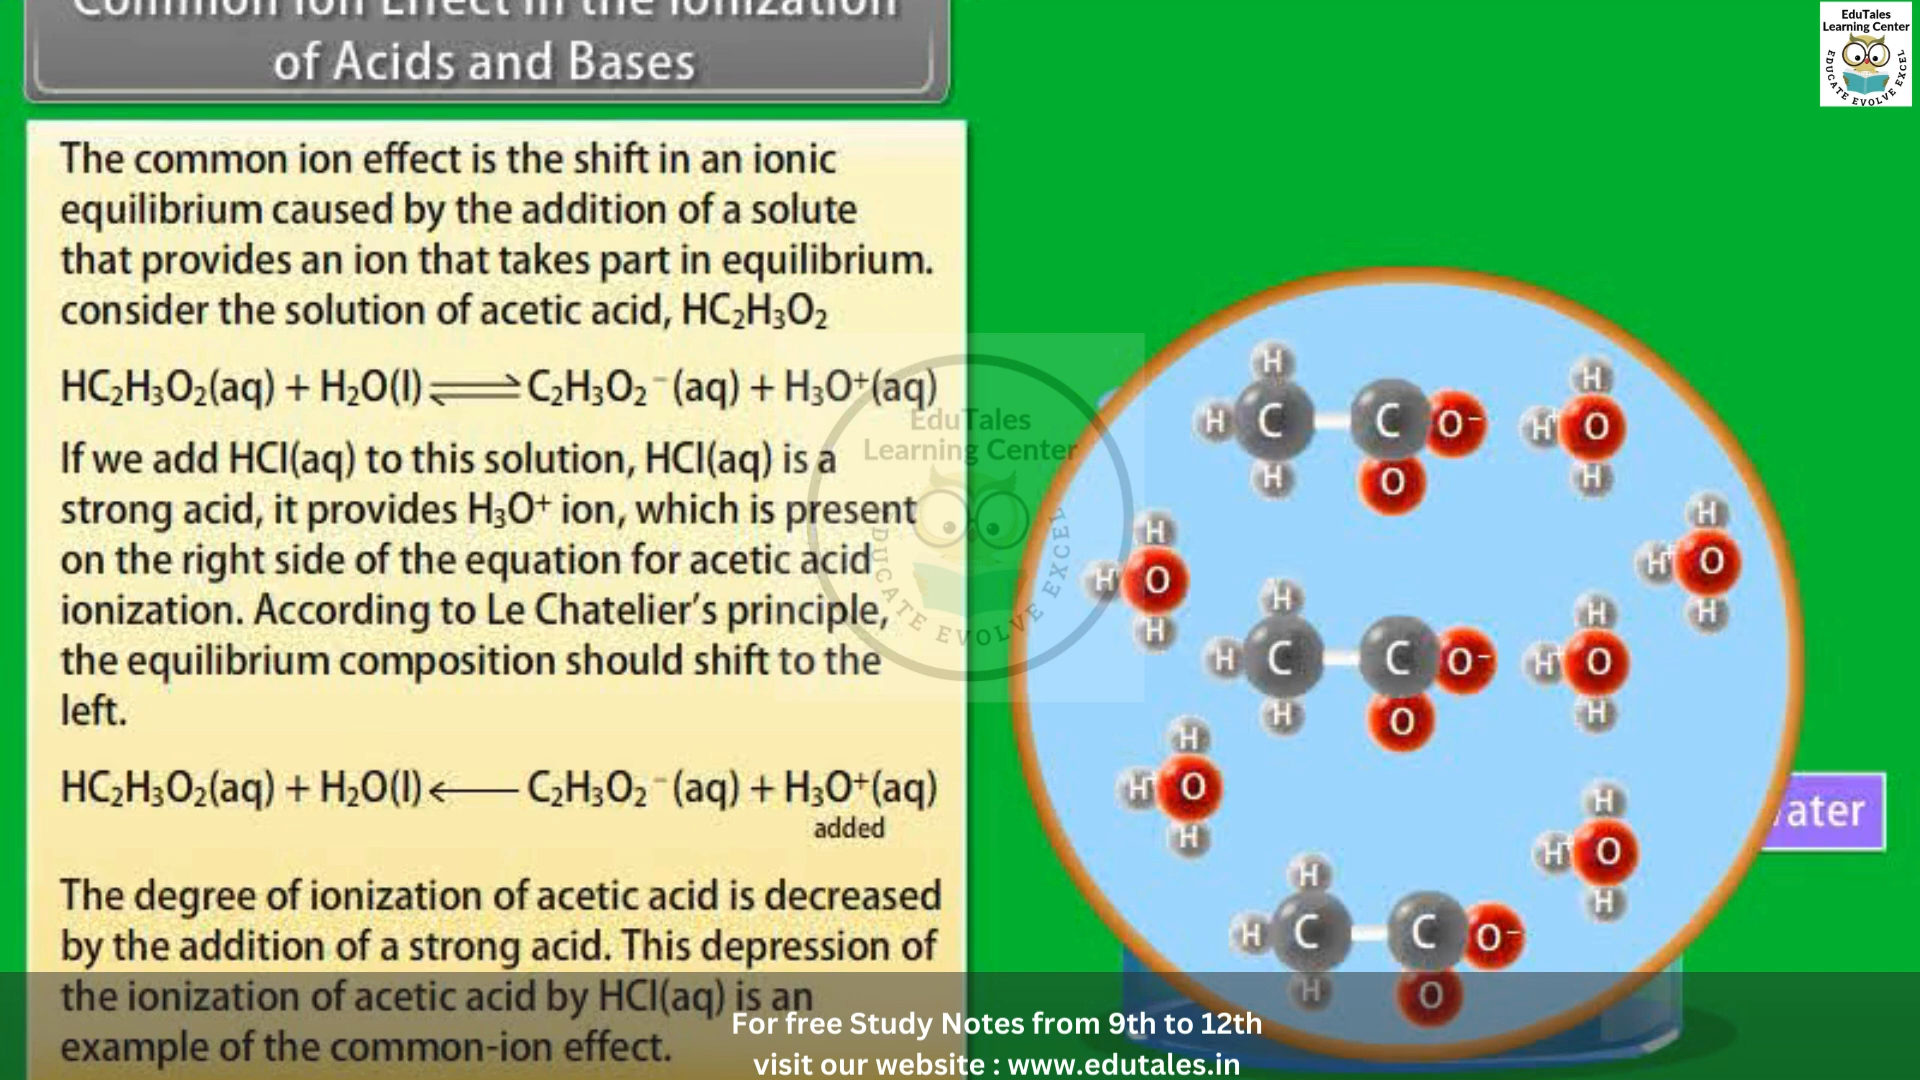 Common Ion Effect in the Ionization
of Acids and Bases
EduTales
Learning Center
EDUCATE EVOLVE EXCEL
The common ion effect is the shift in an ionic
equilibrium caused by the addition of a solute
that provides an ion that takes part in equilibrium.
consider the solution of acetic acid, HC₂H₃O₂
HC₂H₃O₂(aq) + H₂O(l) ⇌ C₂H₃O₂⁻(aq) + H₃O⁺(aq)
If we add HCl(aq) to this solution, HCl(aq) is a
strong acid, it provides H₃O⁺ ion, which is present
on the right side of the equation for acetic acid
ionization. According to Le Chatelier's principle,
the equilibrium composition should shift to the
left.
HC₂H₃O₂(aq) + H₂O(l) ← C₂H₃O₂⁻(aq) + H₃O⁺(aq)
added
The degree of ionization of acetic acid is decreased
by the addition of a strong acid. This depression of
the ionization of acetic acid by HCl(aq) is an
example of the common-ion effect.
EduTales
Learning Center
EDUCATE EVOLVE EXCEL
H
H C C O⁻
H O
H
H⁺ O
H
H
H⁺ O
H
H
H⁺ O
H
H
H C C O⁻
H O
H
H⁺ O
H
H
H⁺ O
H
H
H⁺ O
H
H
H C C O⁻
H O
ater
For free Study Notes from 9th to 12th
visit our website : www.edutales.in